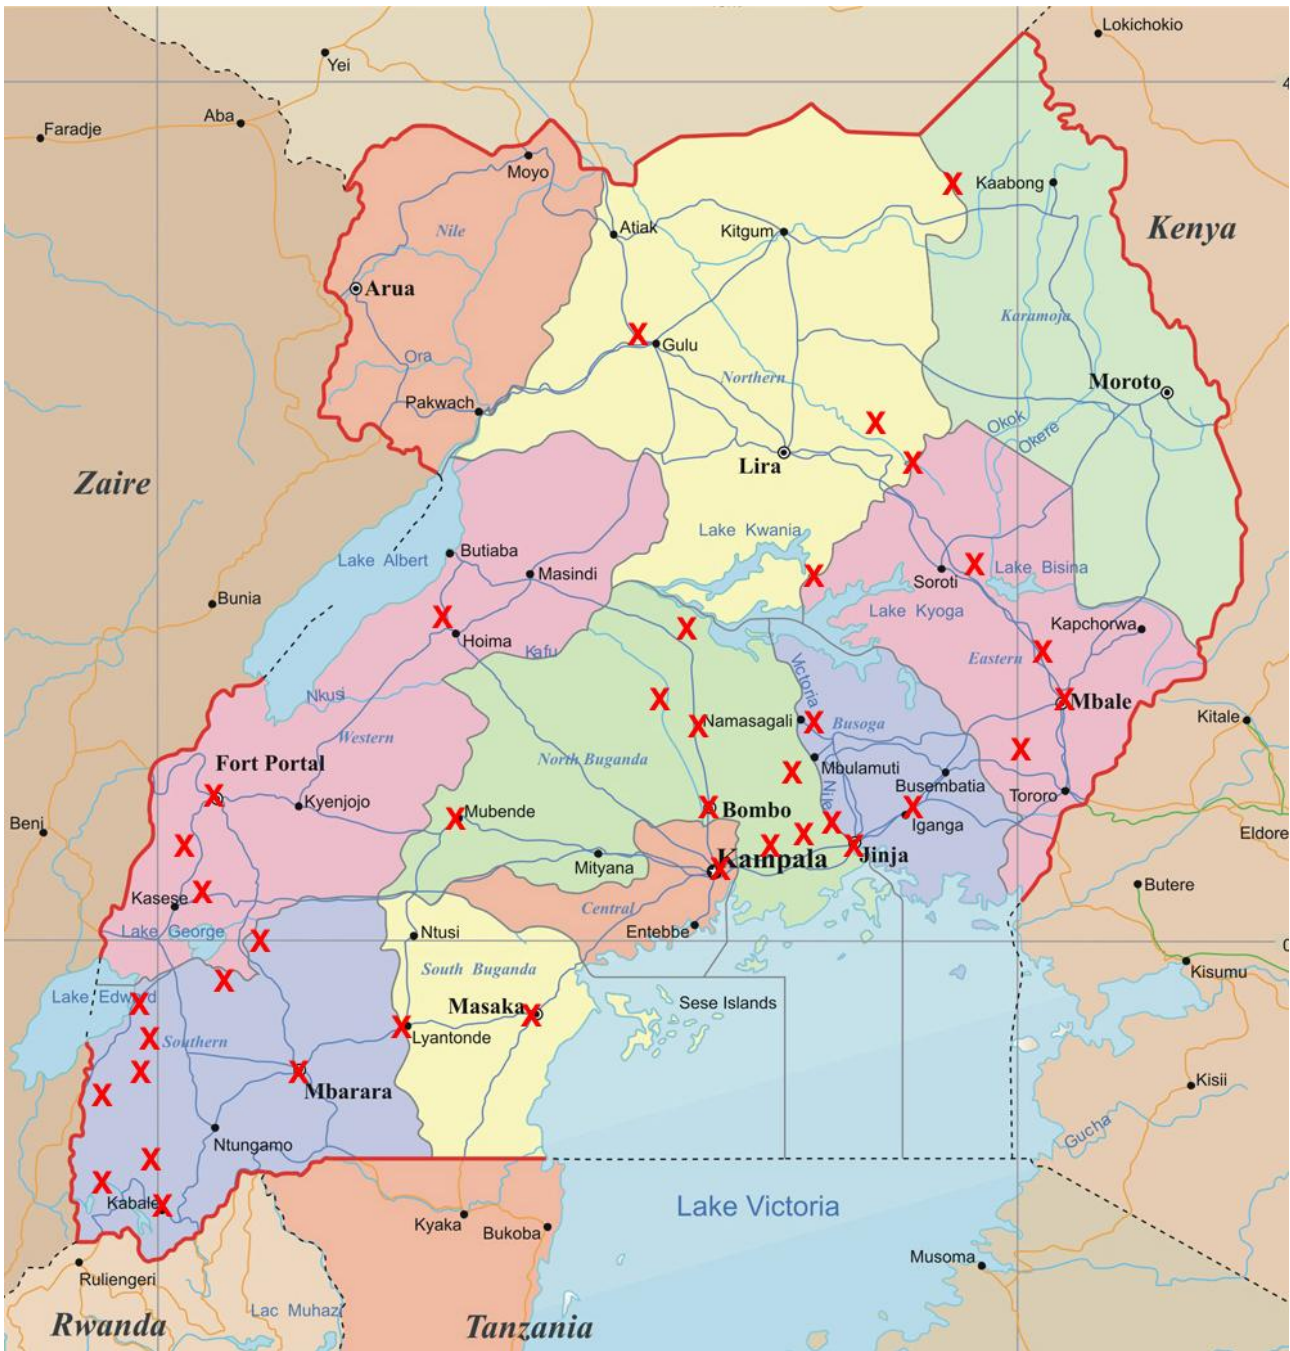 Lokichokio
Yei
4
Aba
Faradje
Moyo
X
Kaabong
Kenya
Nile
Atiak
Kitgum
Arua
Karamoja
X
Gulu
Ora
Northern
Moroto
Pakwach
X
Okok
Okere
X
Lira
Zaire
Lake Kwania
Lake Albert
Butiaba
X
Masindi
X
Soroti
Lake Bisina
Bunia
Lake Kyoga
X
Hoima
X
Kapchorwa
Kafu
X
Eastern
Nkusi
Victoria
X
X
Mbale
Western
X
Namasagali
X
Busoga
Kitale
North Buganda
X
Fort Portal
X
Mbulamuti
X
Busembatia
Nile
Tororo
X
Kyenjojo
X
Mubende
X
Bombo
X
Iganga
X
Beni
Eldore
X
X
X
X
Jinja
Mityana
X
Kampala
Kasese
X
Butere
Central
Lake George
X
Ntusi
Entebbe
0
South Buganda
Kisumu
X
Lake Edward
X
Masaka
X
Sese Islands
Southern
X
X
Lyantonde
X
X
Mbarara
X
Kisii
Ntungamo
Gucha
X
X
Kabale
X
Lake Victoria
Kyaka
Bukoba
Musoma
Ruliengeri
Lac Muhazi
Rwanda
Tanzania